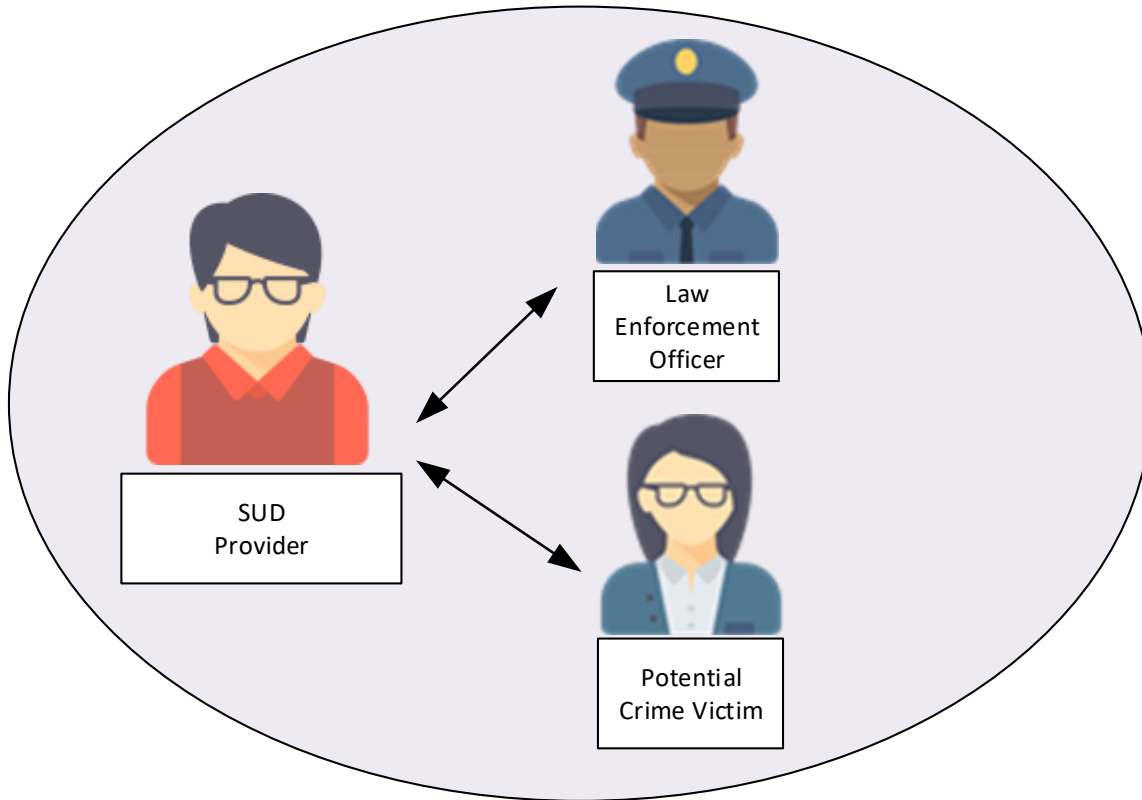 Law
Enforcement
Officer
SUD
Provider
Potential
Crime Victim